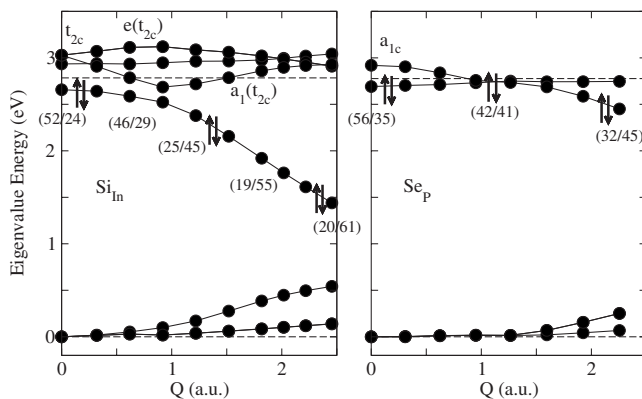 t2c
e(t2c)
a1c
3
a1(t2c)
(52/24)
(46/29)
(56/35)
(42/41)
(25/45)
(32/45)
2
Eigenvalue Energy (eV)
(19/55)
SiIn
SeP
(20/61)
1
0
0 1 2
0 1 2
Q (a.u.)
Q (a.u.)